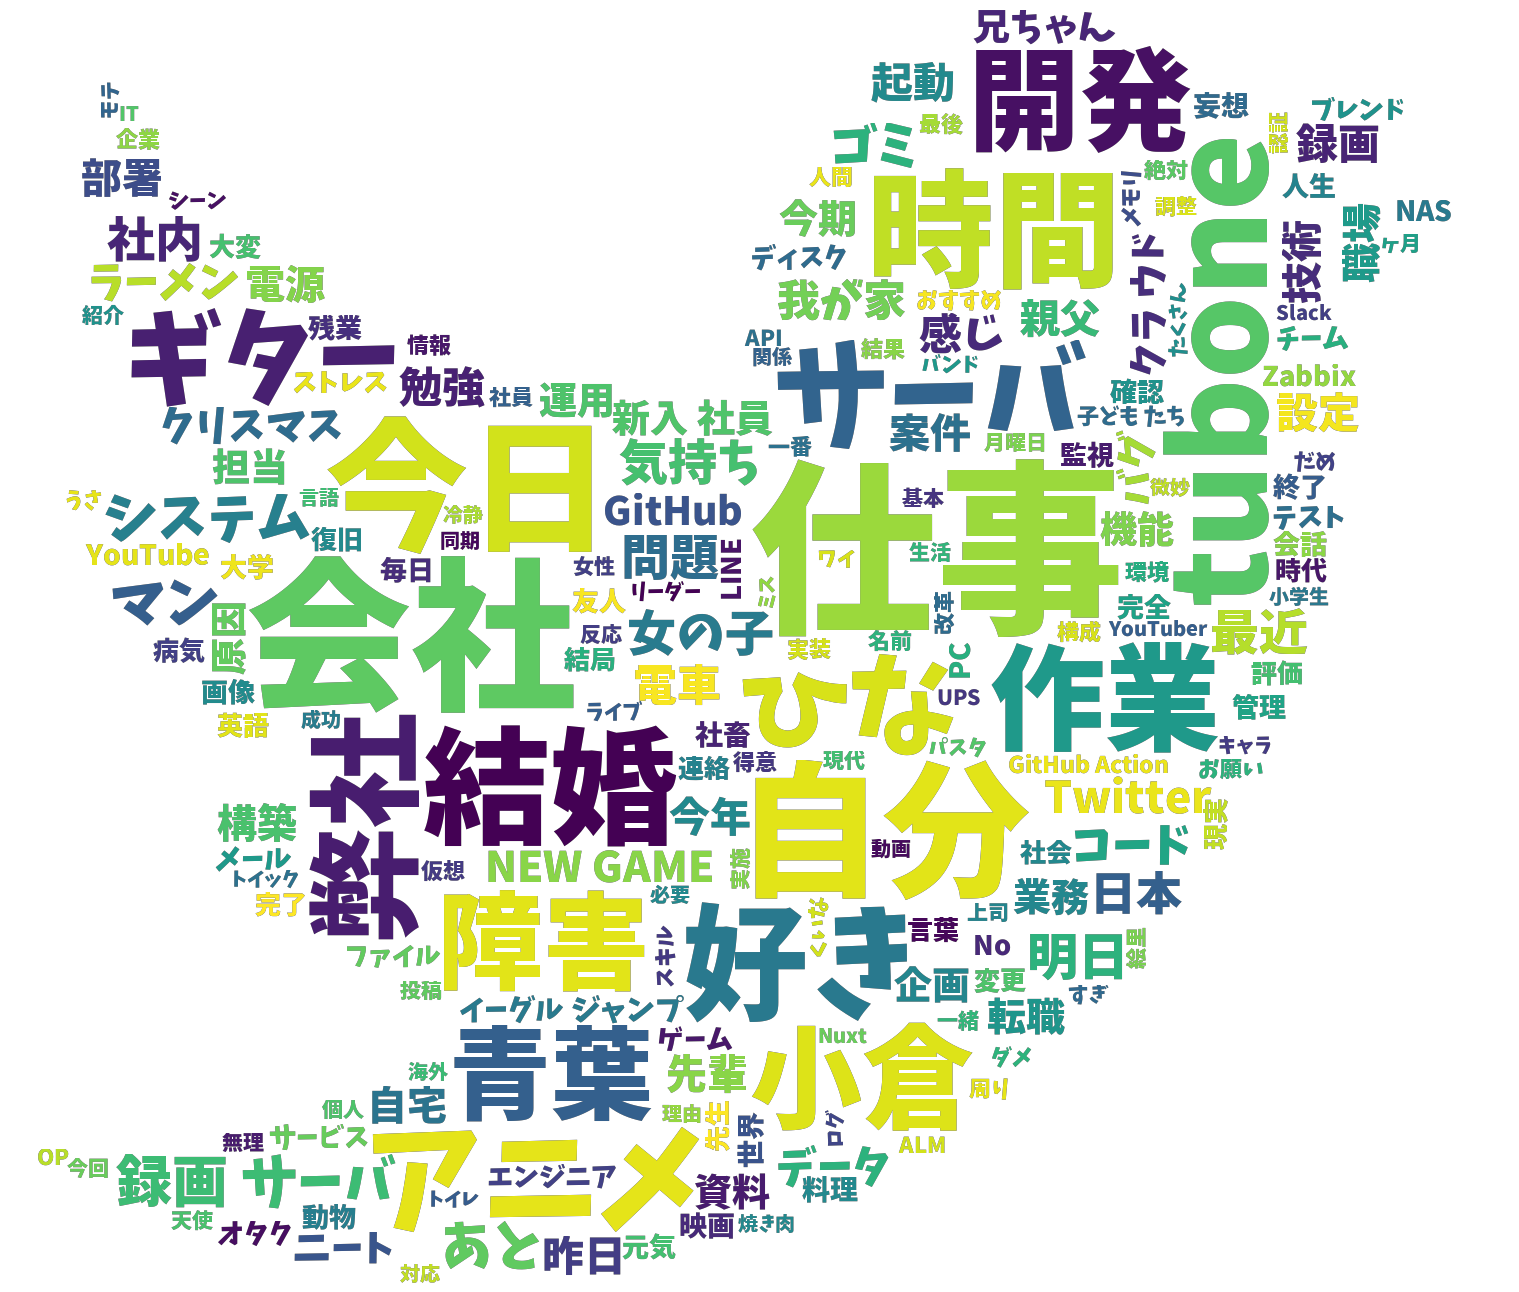 兄ちゃん
開発
起動
妄想
ブレンド
モテ
IT
企業
最後
ゴミ
認証
録画
部署
人間
時間
メモリ
絶対
tubone
人生
シーン
今期
調整
職場
NAS
社内
大変
ディスク
クラウド
技術
ヶ月
ラーメン
電源
我が家
おすすめ
親父
たくさん
Slack
紹介
ギター
残業
情報
API
関係
結果
感じ
バンド
チーム
ストレス
勉強
社員
運用
サーバ
確認
Zabbix
クリスマス
新入 社員
案件
子ども たち
設定
今日
気持ち
一番
月曜日
監視
バグ
担当
だめ
うさ
システム
言語
冷静
GitHub
仕事
基本
微妙
終了
テスト
復旧
同期
問題
LINE
ワイ
生活
機能
会話
YouTube
大学
毎日
女性
ミス
環境
時代
マン
会社
リーダー
友人
改革
完全
小学生
原因
反応
女の子
名前
構成
YouTuber
最近
病気
結局
実装
PC
作業
評価
画像
電車
ひな
UPS
管理
英語
成功
ライブ
弊社
結婚
社畜
パスタ
キャラ
連絡
得意
現代
GitHub Action
お願い
自分
Twitter
現実
構築
今年
動画
社会
コード
メール
トイック
仮想
NEW GAME
実施
業務
日本
完了
障害
必要
くいな
好き
言葉
上司
ファイル
スキル
No
明日
絵里
投稿
企画
変更
すぎ
イーグル ジャンプ
一緒
転職
青葉
ゲーム
Nuxt
小倉
ダメ
海外
先輩
周り
個人
自宅
理由
先生
世界
ログ
無理
サービス
アニメ
ALM
OP
今回
録画 サーバ
エンジニア
データ
トイレ
資料
料理
天使
オタク
動物
映画
焼き肉
ニート
あと
昨日
元気
対応